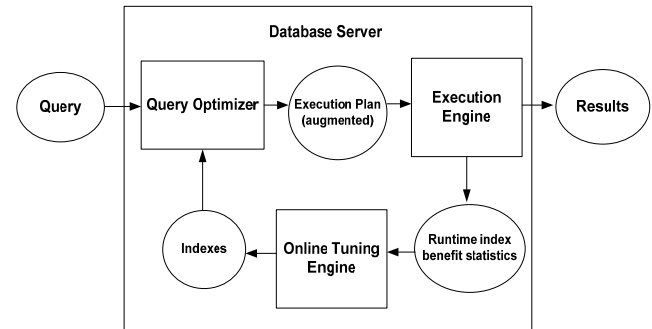 Database Server
Query
Query Optimizer
Execution Plan
(augmented)
Execution
Engine
Results
Indexes
Online Tuning
Engine
Runtime index
benefit statistics